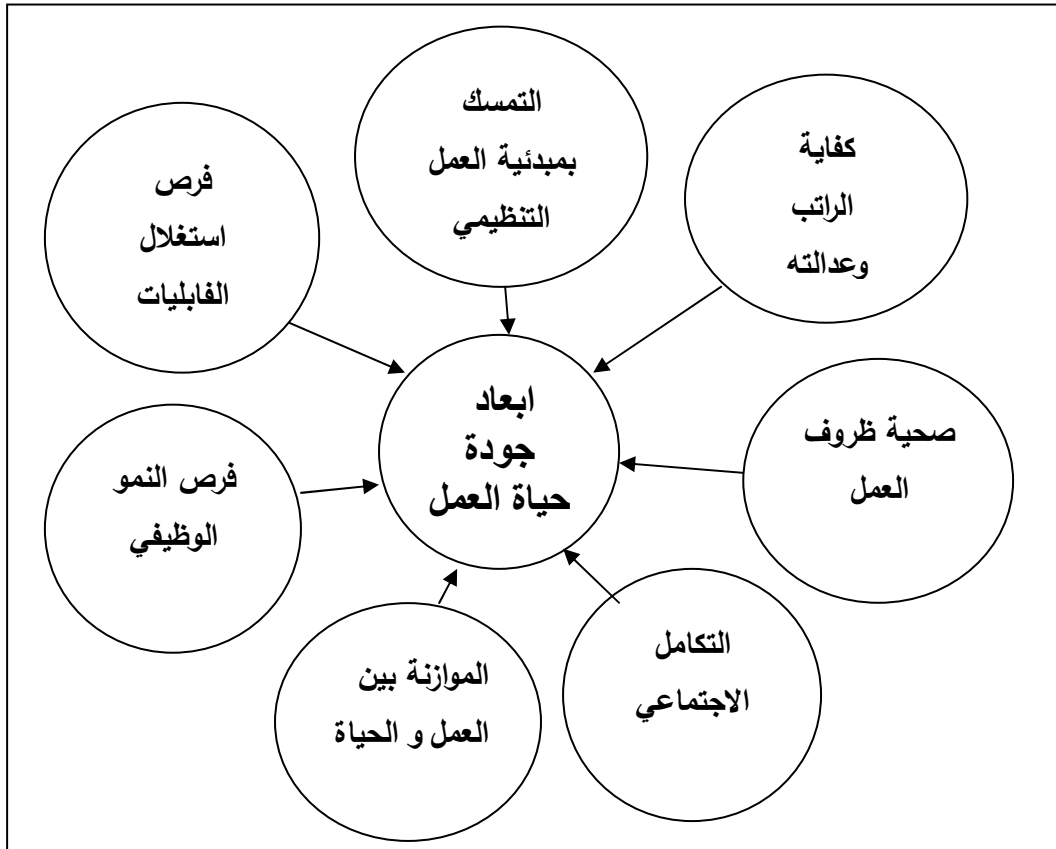 التمسك
بمبدئية العمل
التنظيمي
كفاية
الراتب
وعدالته
فرص
استغلال
الفابليات
ابعاد
جودة
حياة العمل
صحية ظروف
العمل
فرص النمو
الوظيفي
التكامل
الاجتماعي
الموازنة بين
العمل و الحياة